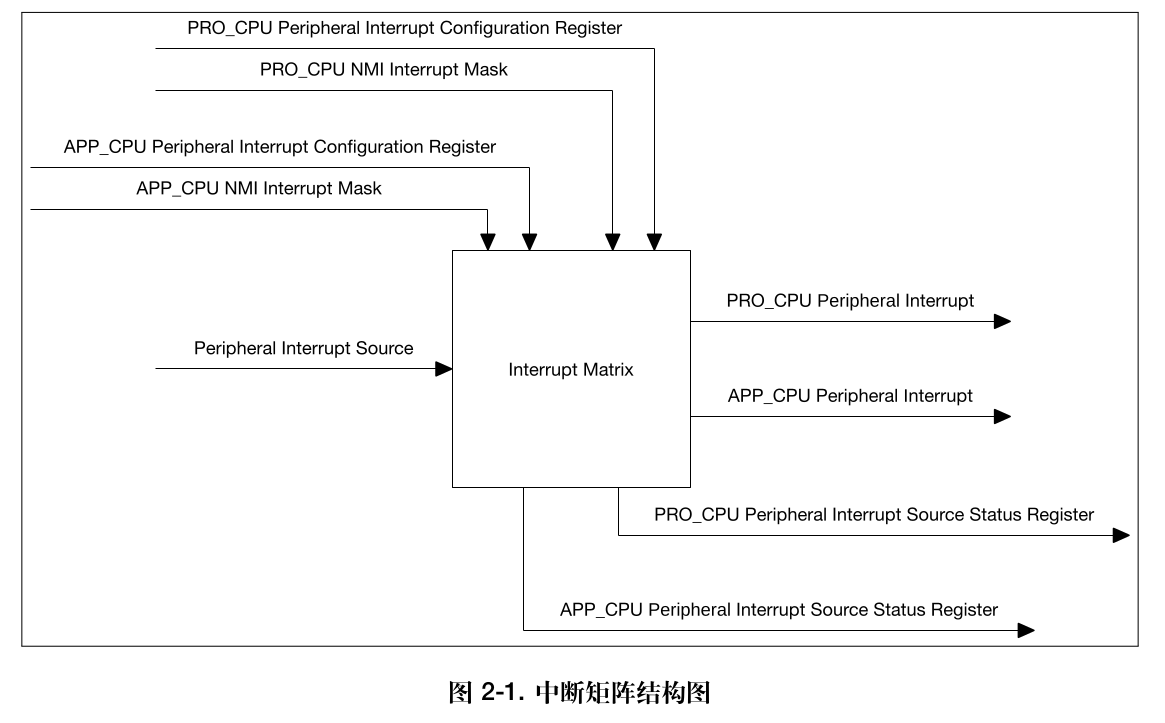 PRO_CPU Peripheral Interrupt Configuration Register
PRO_CPU NMI Interrupt Mask
APP_CPU Peripheral Interrupt Configuration Register
APP_CPU NMI Interrupt Mask
PRO_CPU Peripheral Interrupt
Peripheral Interrupt Source
Interrupt Matrix
APP_CPU Peripheral Interrupt
PRO_CPU Peripheral Interrupt Source Status Register
APP_CPU Peripheral Interrupt Source Status Register
图 2-1. 中断矩阵结构图